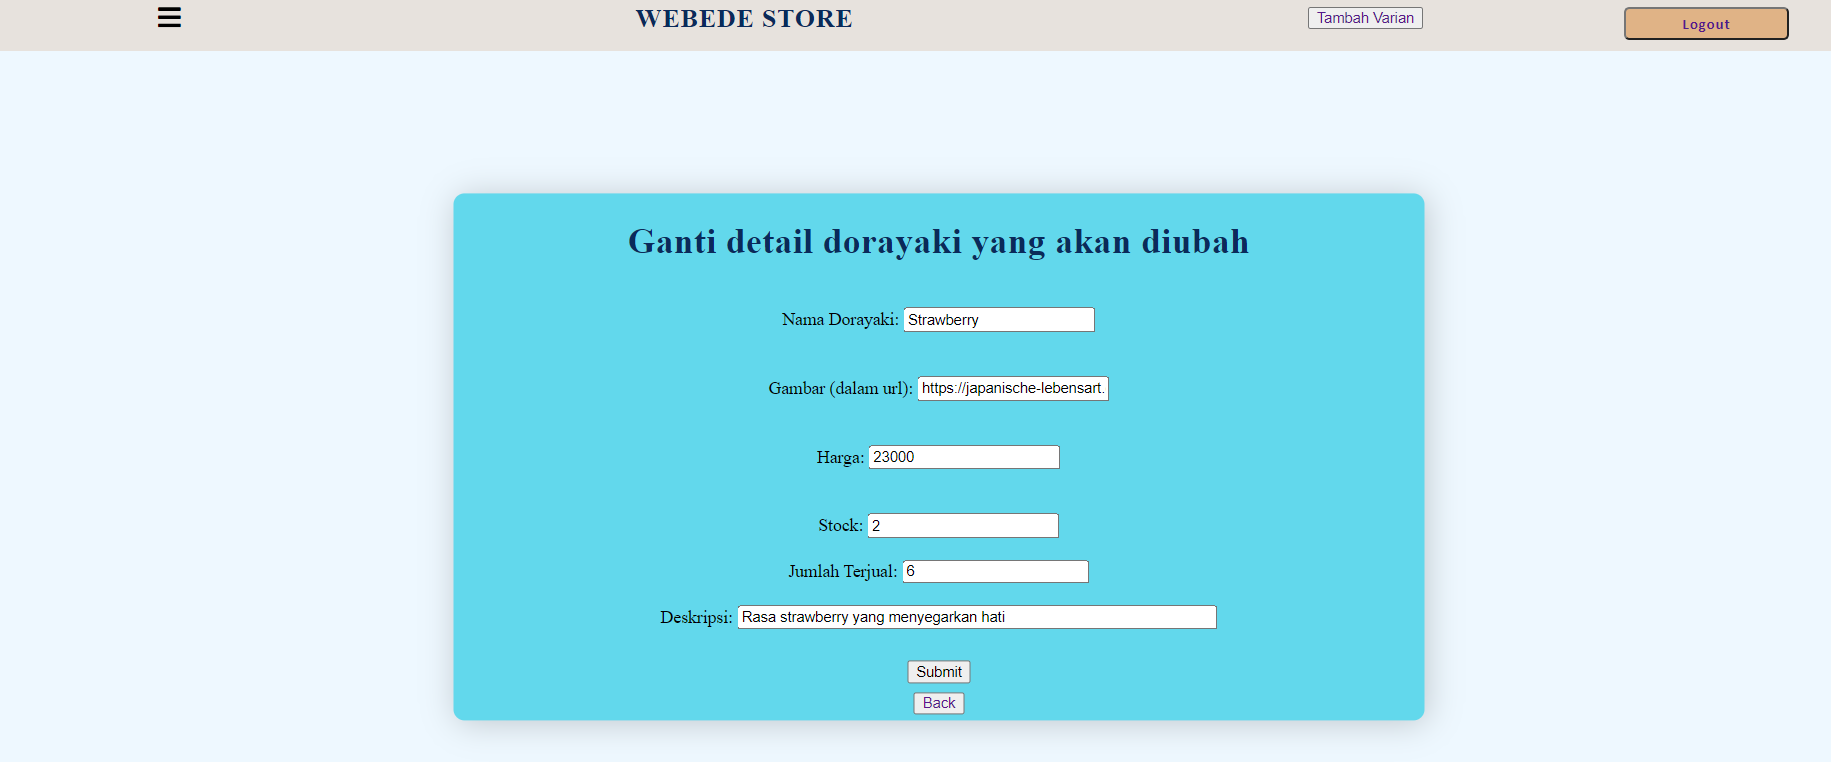 WEBEDE STORE
Tambah Varian
Logout
Ganti detail dorayaki yang akan diubah
Nama Dorayaki: Strawberry
Gambar (dalam url): https://japanische-lebensart.
Harga: 23000
Stock: 2
Jumlah Terjual: 6
Deskripsi: Rasa strawberry yang menyegarkan hati
Submit
Back